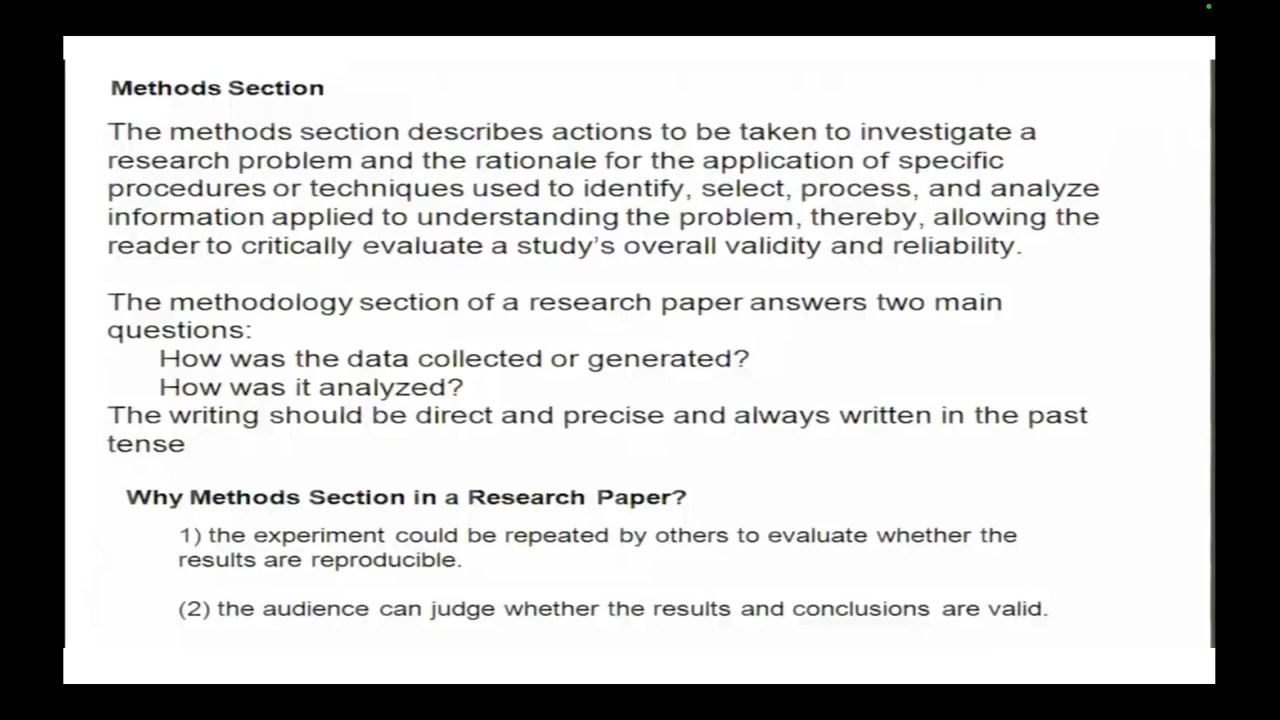 Methods Section
The methods section describes actions to be taken to investigate a
research problem and the rationale for the application of specific
procedures or techniques used to identify, select, process, and analyze
information applied to understanding the problem, thereby, allowing the
reader to critically evaluate a study's overall validity and reliability.
The methodology section of a research paper answers two main
questions:
How was the data collected or generated?
How was it analyzed?
The writing should be direct and precise and always written in the past
tense
Why Methods Section in a Research Paper?
1) the experiment could be repeated by others to evaluate whether the
results are reproducible.
(2) the audience can judge whether the results and conclusions are valid.